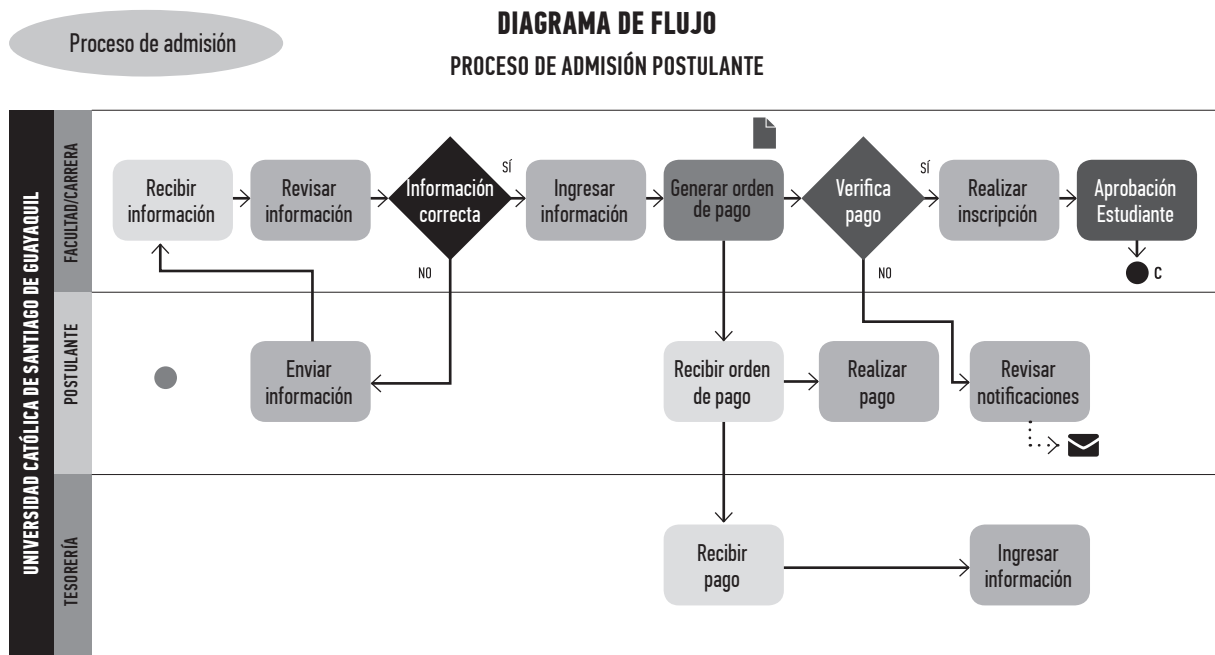 Proceso de admisión
DIAGRAMA DE FLUJO
PROCESO DE ADMISIÓN POSTULANTE
UNIVERSIDAD CATÓLICA DE SANTIAGO DE GUAYAQUIL
FACULTAD/CARRERA
Recibir
información
Revisar
información
Información
correcta
SÍ
NO
Ingresar
información
Generar orden
de pago
Verifica
pago
SÍ
NO
Realizar
inscripción
Aprobación
Estudiante
C
POSTULANTE
Enviar
información
Recibir orden
de pago
Realizar
pago
Revisar
notificaciones
TESORERÍA
Recibir
pago
Ingresar
información